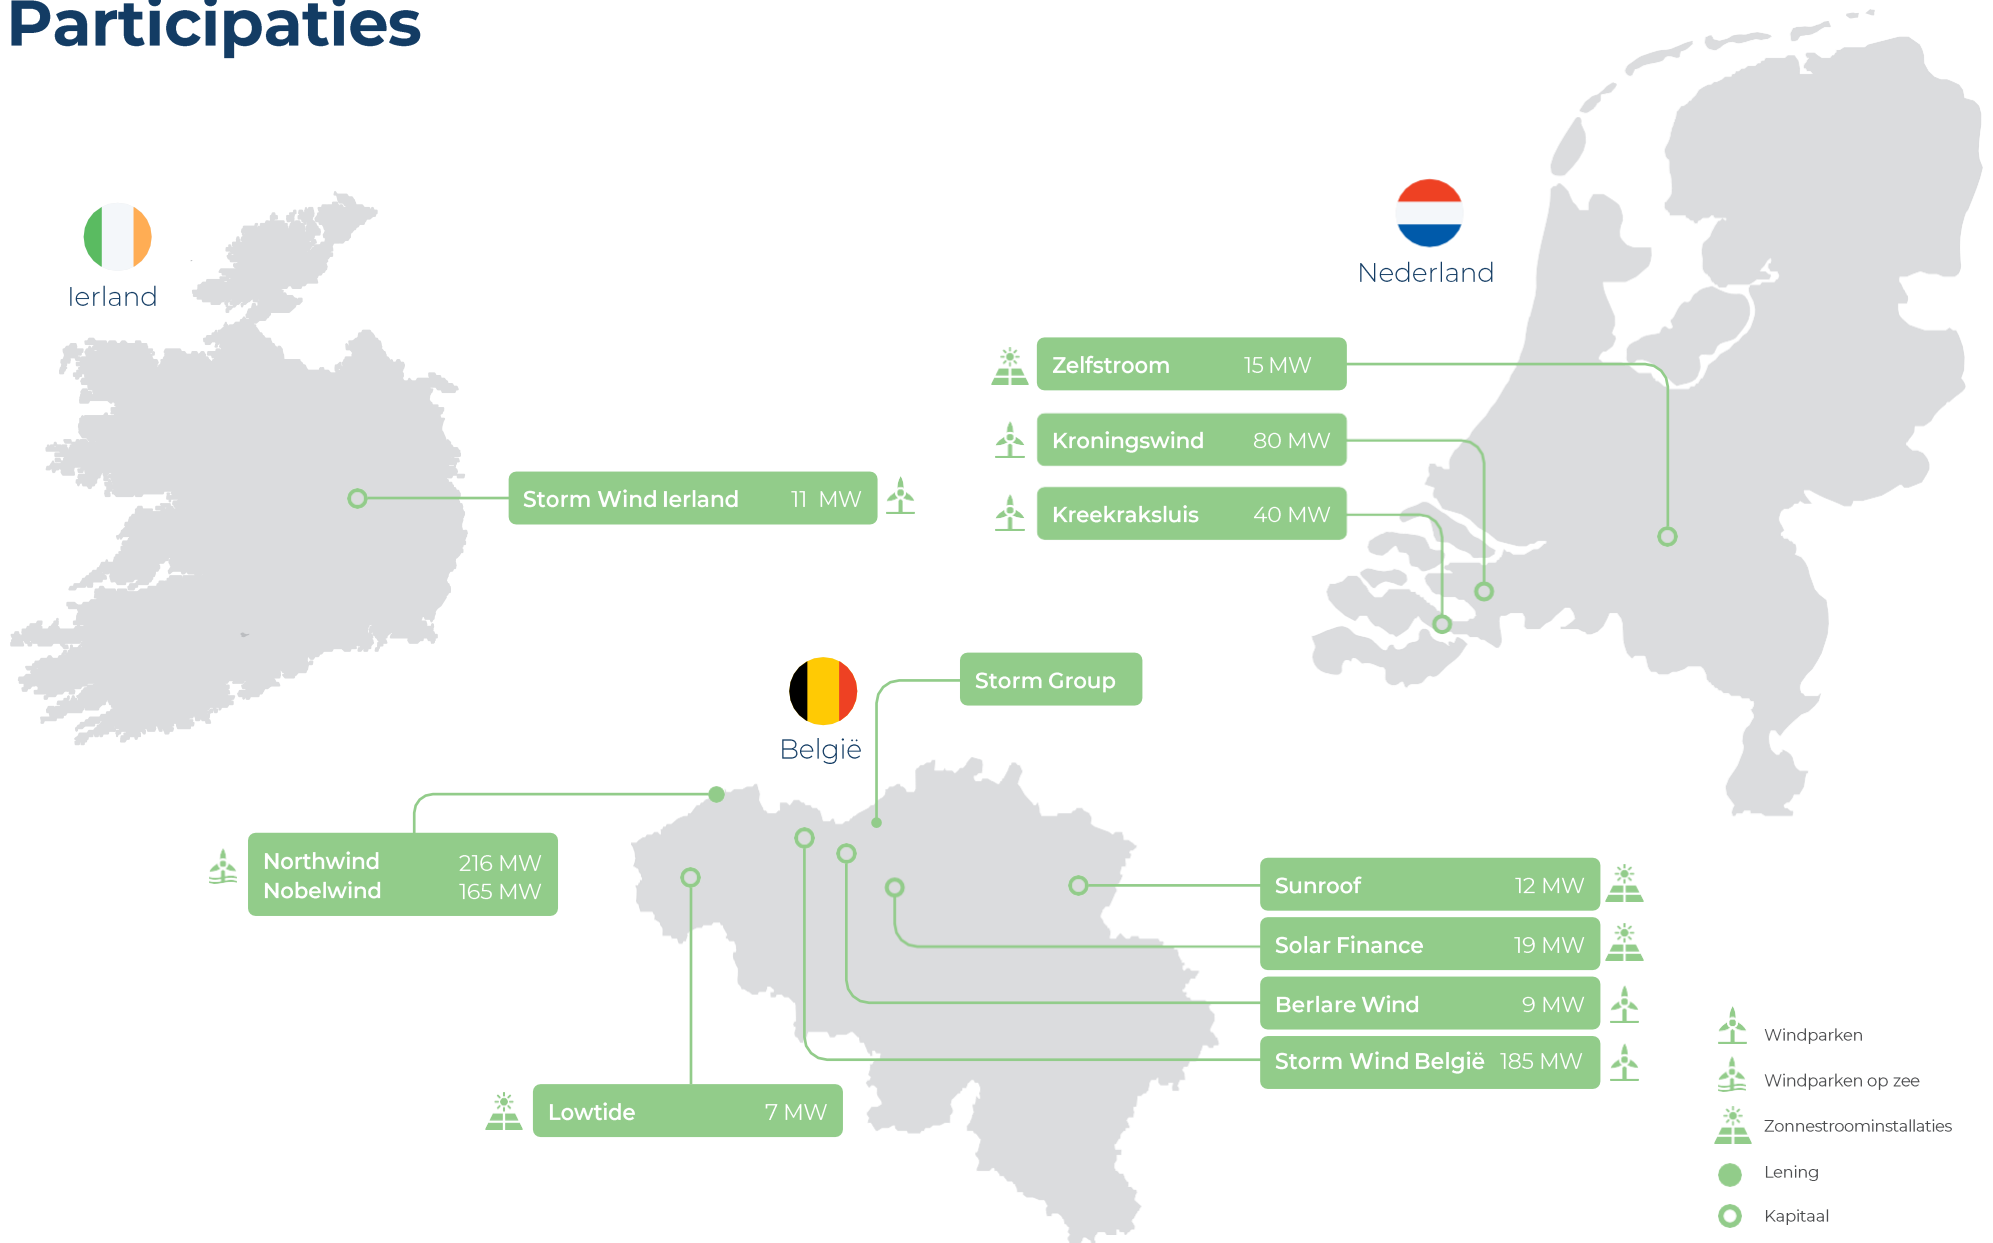 Participaties
Ierland
Nederland
Zelfstroom 15 MW
Kroningswind 80 MW
Kreekraksluis 40 MW
Storm Wind Ierland 11 MW
België
Storm Group
Northwind 216 MW
Nobelwind 165 MW
Sunroof 12 MW
Solar Finance 19 MW
Berlare Wind 9 MW
Storm Wind België 185 MW
Lowtide 7 MW
Windparken
Windparken op zee
Zonnestroominstallaties
Lening
Kapitaal